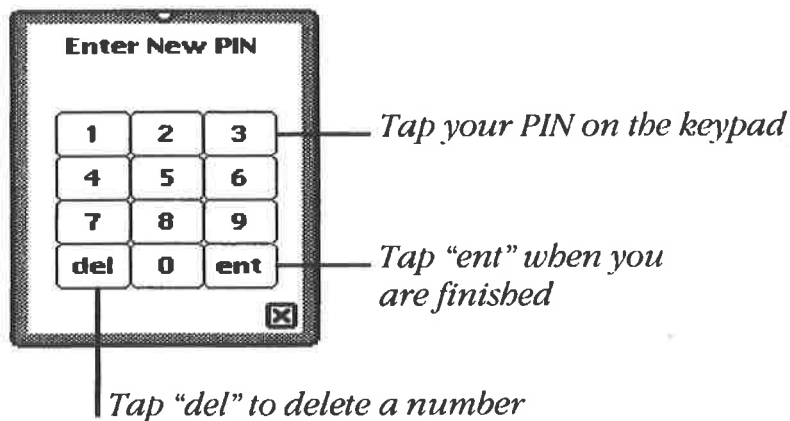 Enter New PIN
1 2 3
Tap your PIN on the keypad
4 5 6
7 8 9
del 0 ent
Tap "ent" when you
are finished
Tap "del" to delete a number